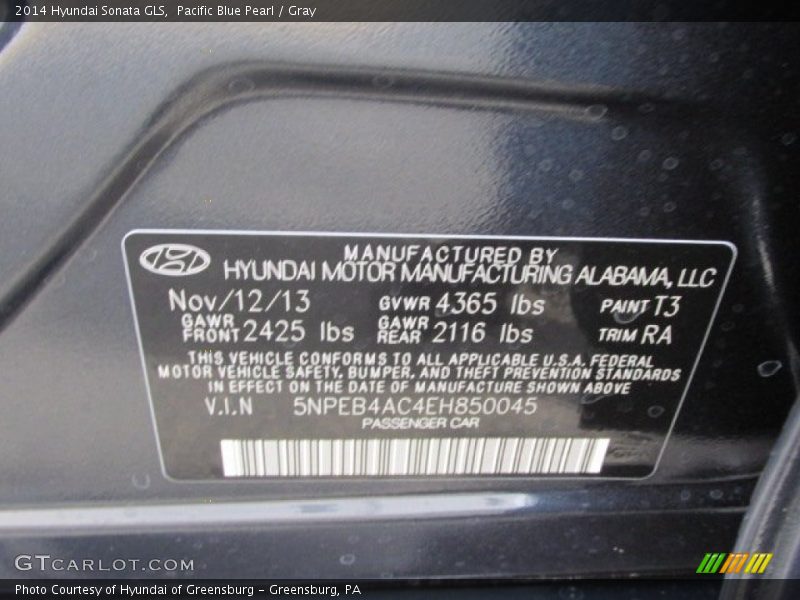 2014 Hyundai Sonata GLS, Pacific Blue Pearl / Gray
MANUFACTURED BY
HYUNDAI MOTOR MANUFACTURING ALABAMA, LLC
Nov/12/13 GVWR 4365 lbs PAINT T3
GAWR FRONT 2425 lbs GAWR REAR 2116 lbs TRIM RA
THIS VEHICLE CONFORMS TO ALL APPLICABLE U.S.A. FEDERAL
MOTOR VEHICLE SAFETY, BUMPER, AND THEFT PREVENTION STANDARDS
IN EFFECT ON THE DATE OF MANUFACTURE SHOWN ABOVE
V.I.N 5NPEB4AC4EH850045
PASSENGER CAR
GTCARLOT.COM
Photo Courtesy of Hyundai of Greensburg - Greensburg, PA